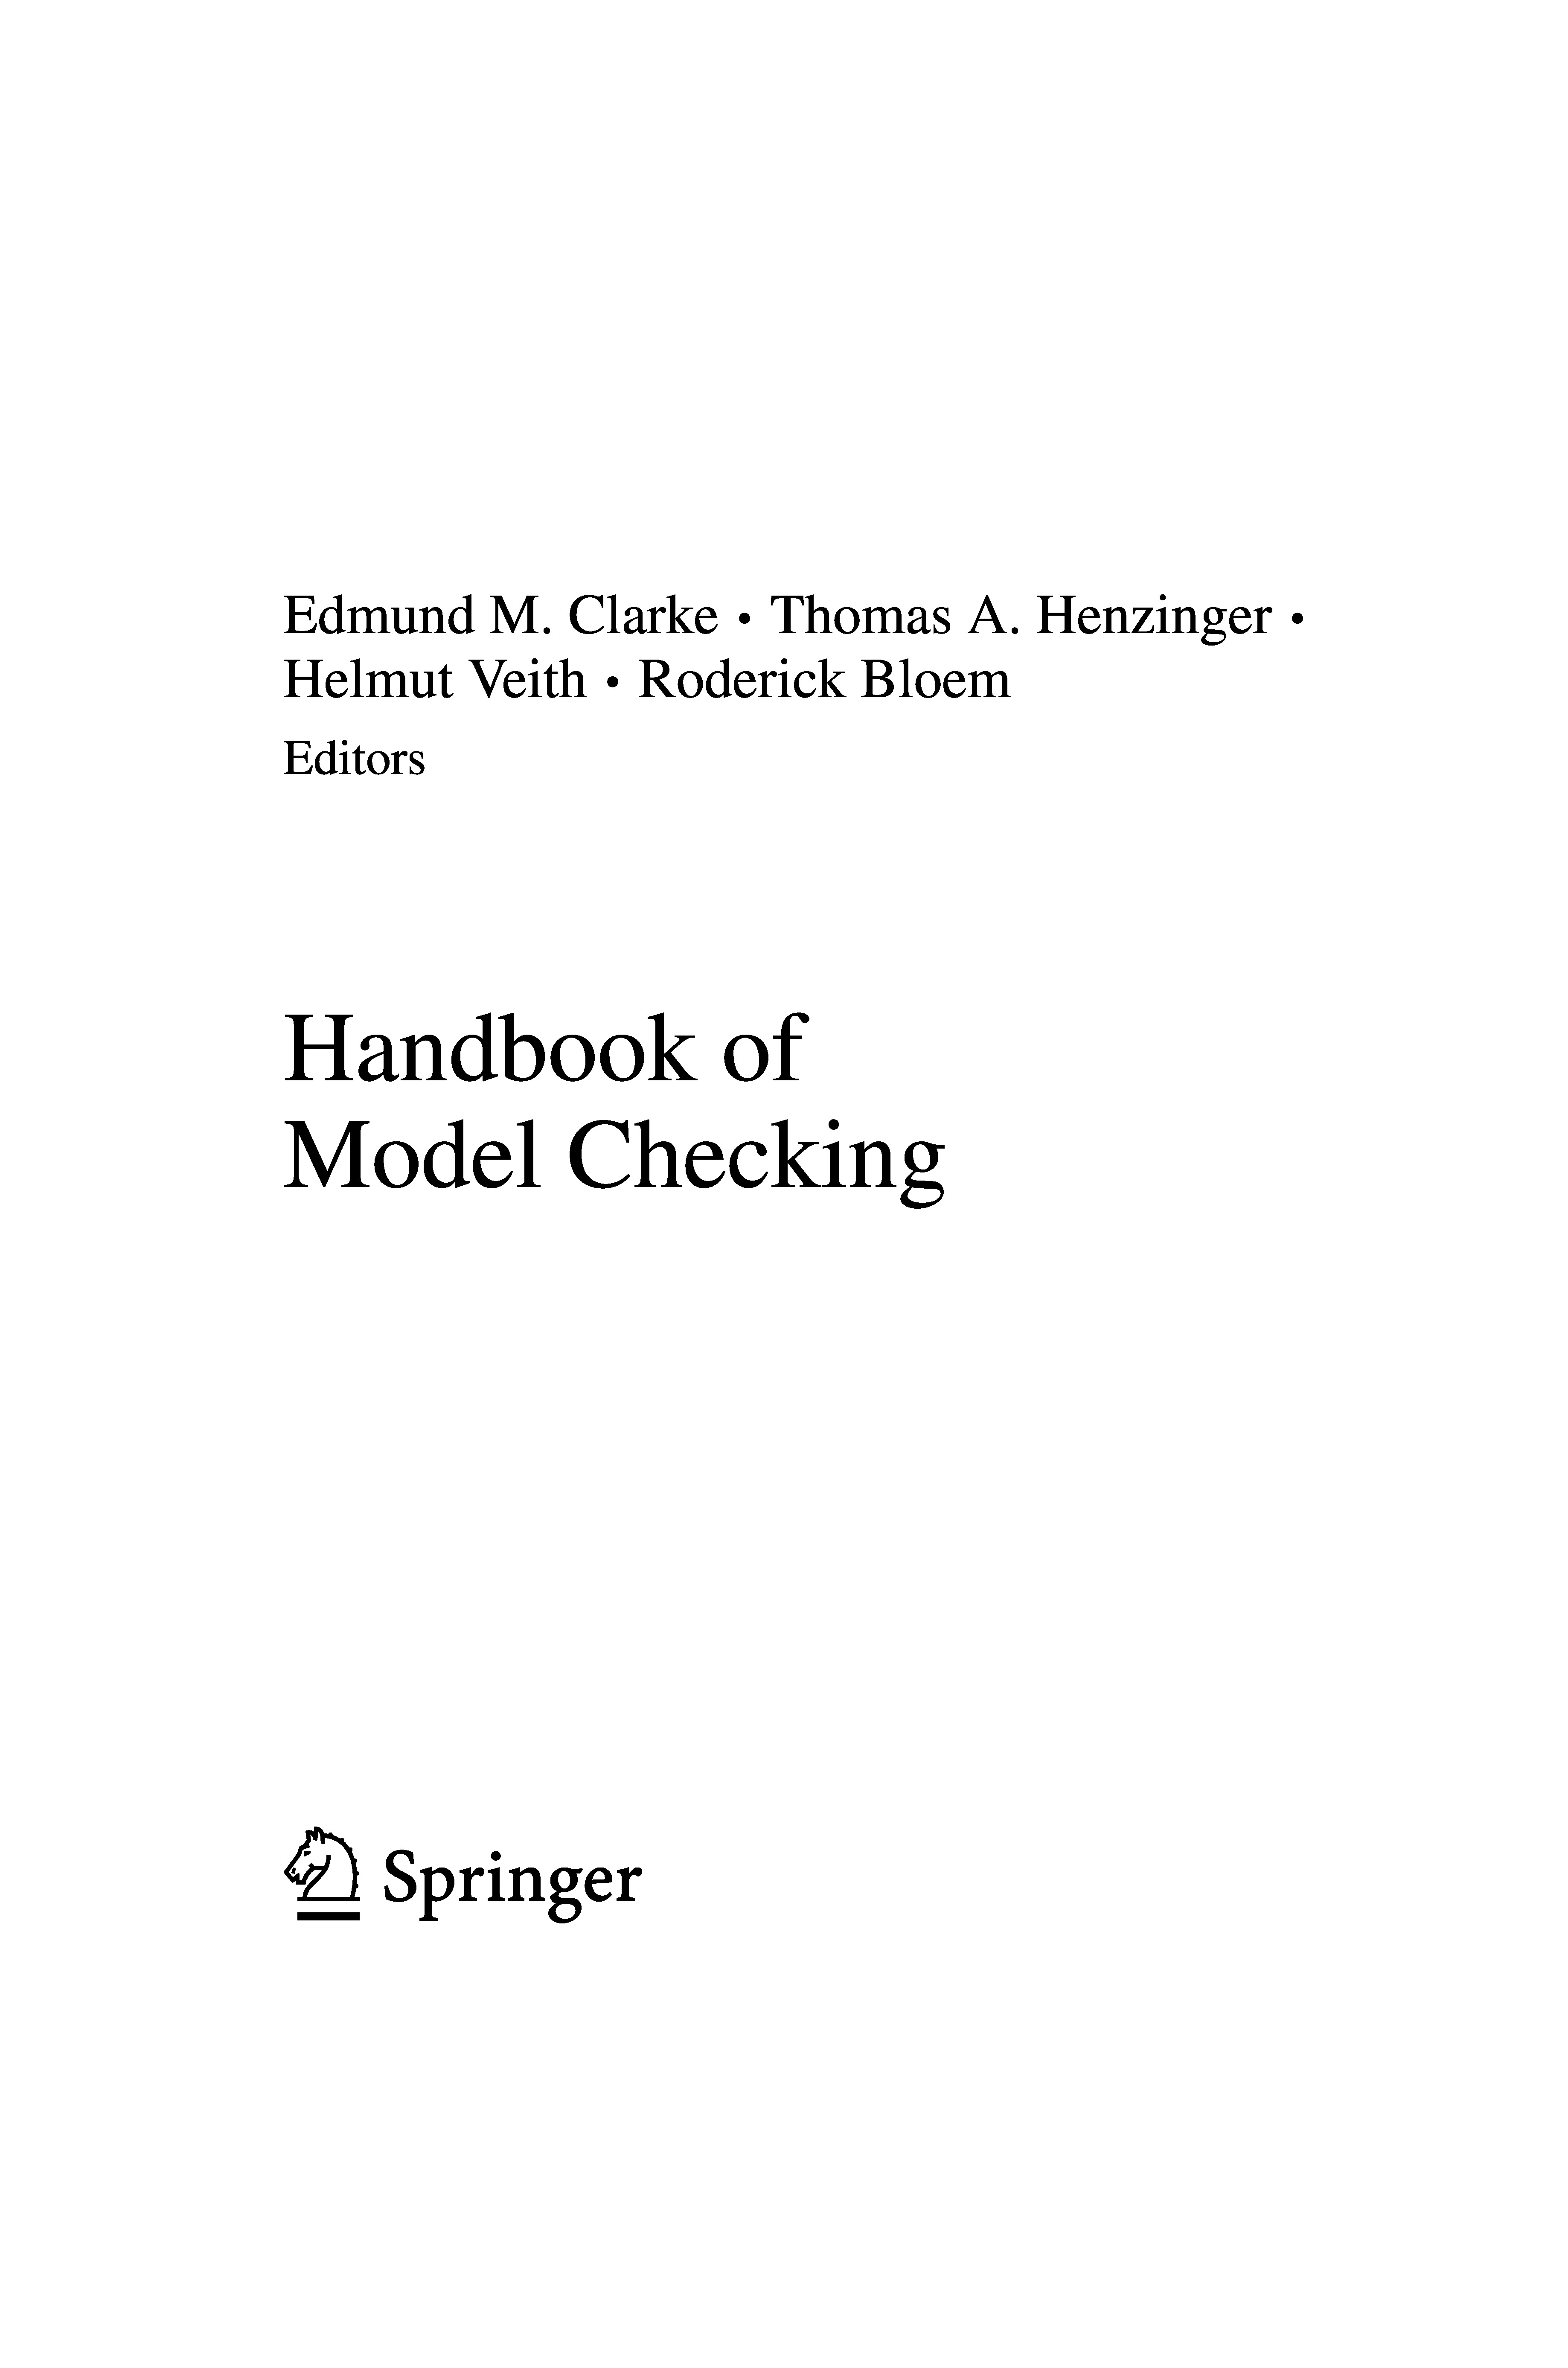 Edmund M. Clarke • Thomas A. Henzinger •
Helmut Veith • Roderick Bloem
Editors
Handbook of
Model Checking
Springer